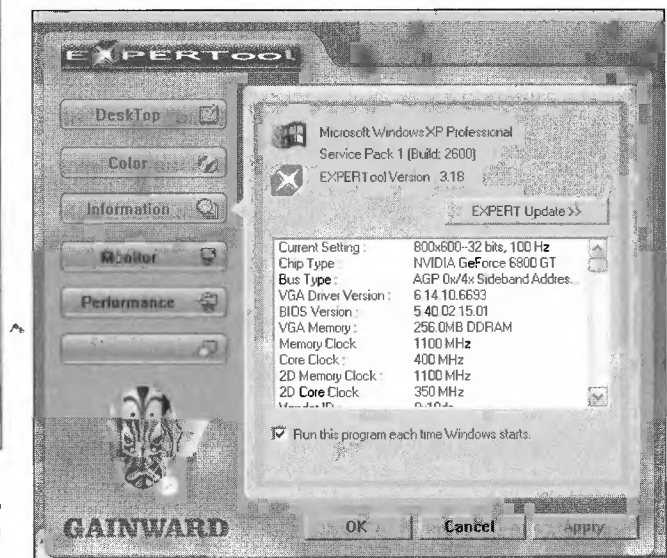 EXPERTOOL
DeskTop
Color
Information
Monitor
Performance
Microsoft Windows XP Professional
Service Pack 1 (Build: 2600)
EXPERTool Version 3.18
EXPERT Update >>
Current Setting : 800x600--32 bits, 100 Hz
Chip Type NVIDIA GeForce 6800 GT
Bus Type : AGP 0x/4x Sideband Addres..
VGA Driver Version : 6.14.10.6693
BIOS Version : 5.40.02.15.01
VGA Memory : 256.0MB DDRAM
Memory Clock 1100 MHz
Core Clock : 400 MHz
2D Memory Clock : 1100 MHz
2D Core Clock 350 MHz
Run this program each time Windows starts.
GAINWARD
OK
Cancel
Apply